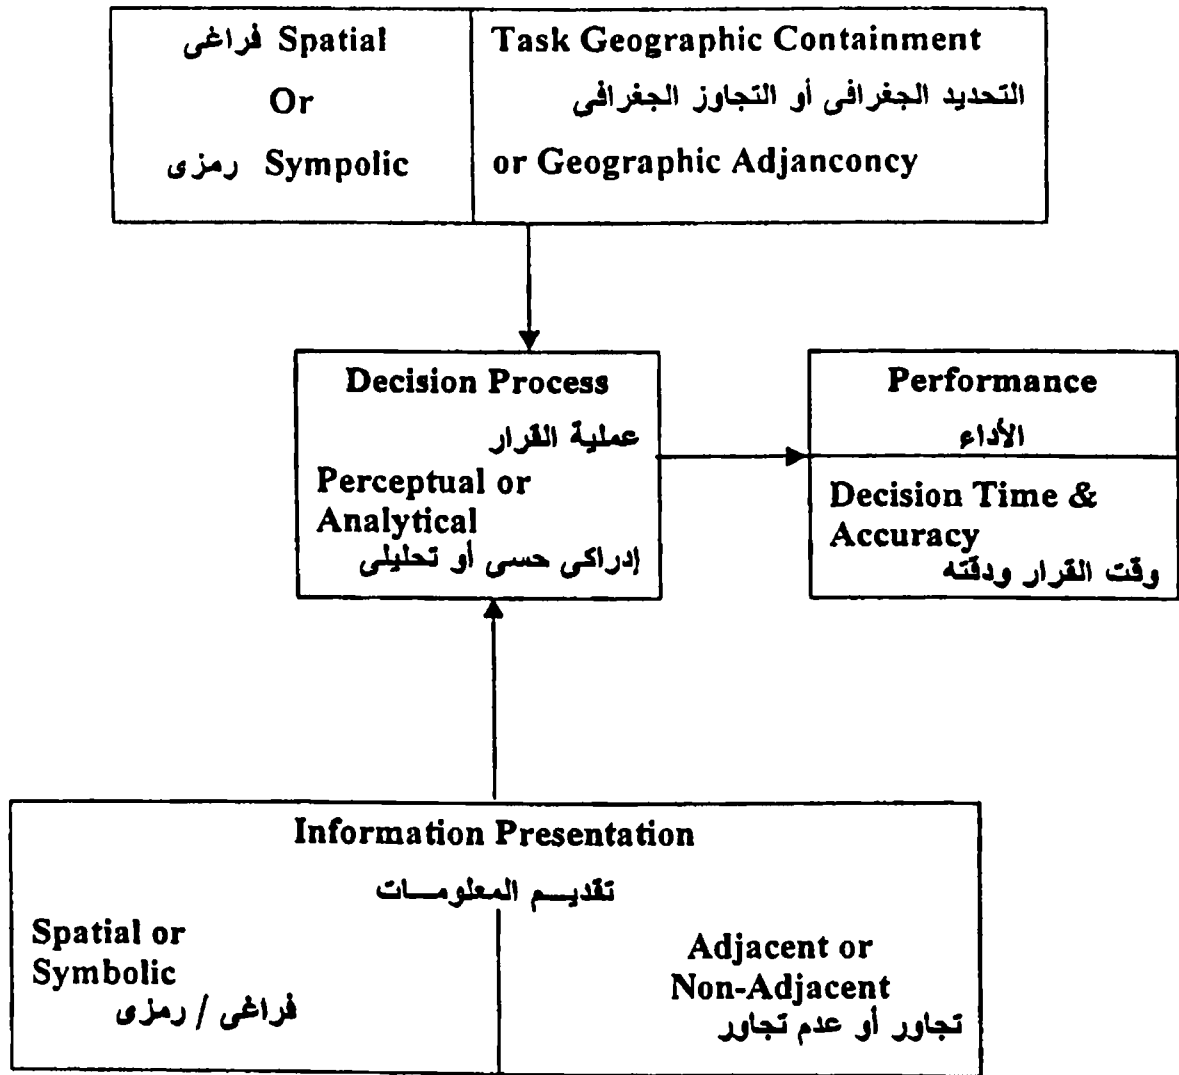 فراغى Spatial
Or
رمزى Sympolic
Task Geographic Containment
التحديد الجغرافى أو التجاوز الجغرافى
or Geographic Adjanconcy
Decision Process
عملية القرار
Perceptual or
Analytical
إدراكى حسى أو تحليلى
Performance
الأداء
Decision Time &
Accuracy
وقت القرار ودقته
Information Presentation
تقديـــم المعلومـــات
Spatial or
Symbolic
فراغى / رمزى
Adjacent or
Non-Adjacent
تجاور أو عدم تجاور